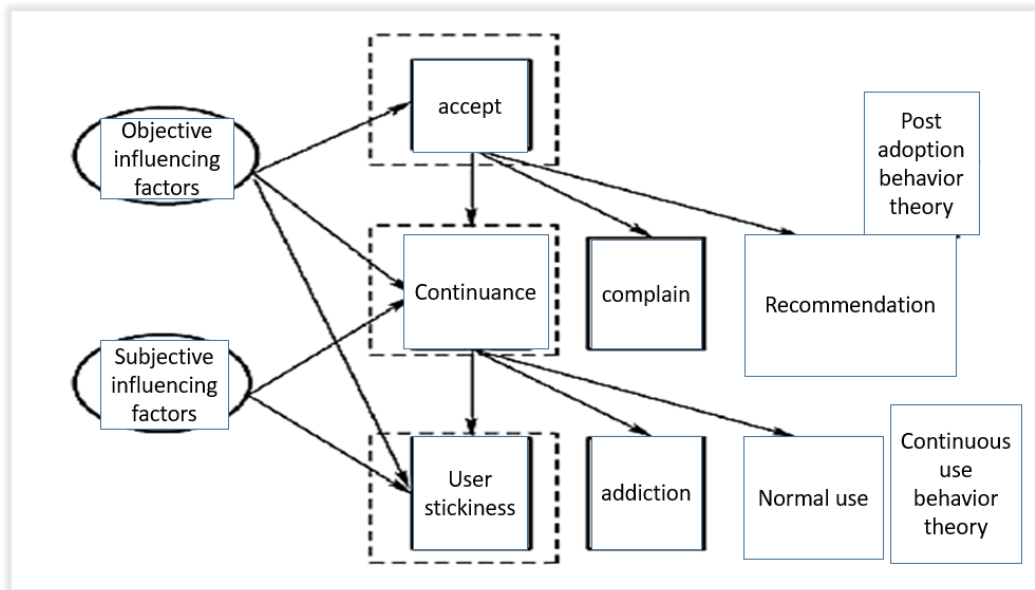 accept
Objective
influencing
factors
Post
adoption
behavior
theory
Continuance
complain
Recommendation
Subjective
influencing
factors
User
stickiness
addiction
Normal use
Continuous
use
behavior
theory